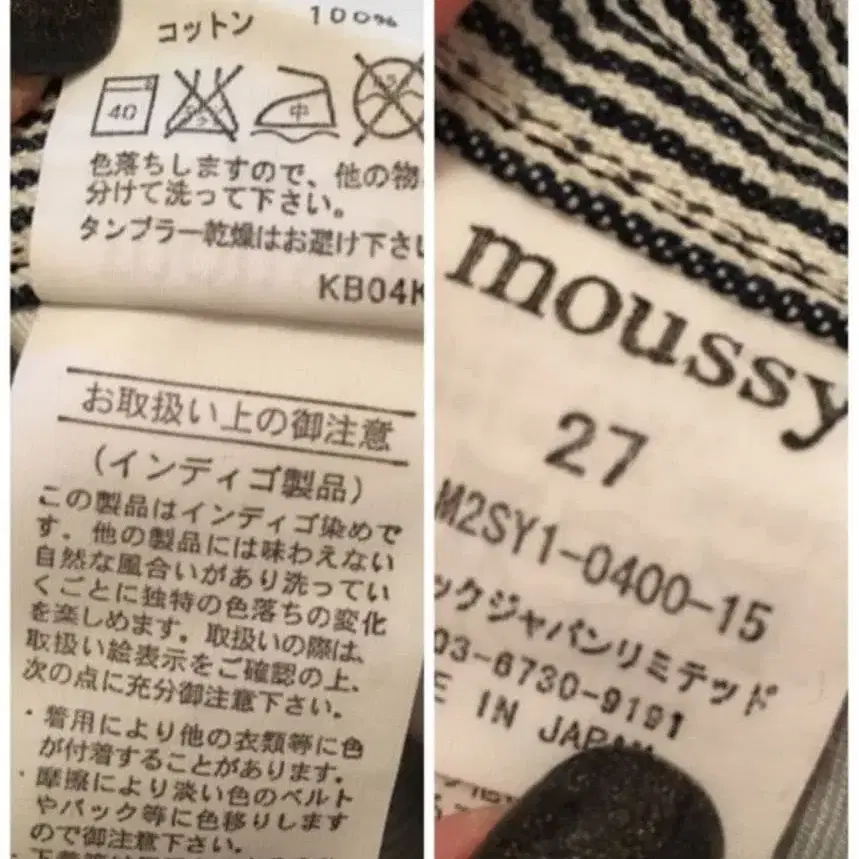 コットン 100%
40
中
色落ちしますので、他の物
分けて洗って下さい。
タンブラー乾燥はお避け下さい
KB04K
お取扱い上の御注意
(インディゴ製品)
この製品はインディゴ染めで
す。他の製品には味わえない
自然な風合いがあり洗ってい
くごとに独特の色落ちの変化
を楽しめます。取扱いの際は、
取扱い絵表示をご確認の上、
次の点に充分御注意下さい。
・着用により他の衣類等に色
が付着することがあります。
・摩擦により淡い色のベルト
やバック等に色移りします
ので御注意下さい。
moussy
27
M2SY1-0400-15
ックジャパンリミテッド
03-6730-9191
E IN JAPAN